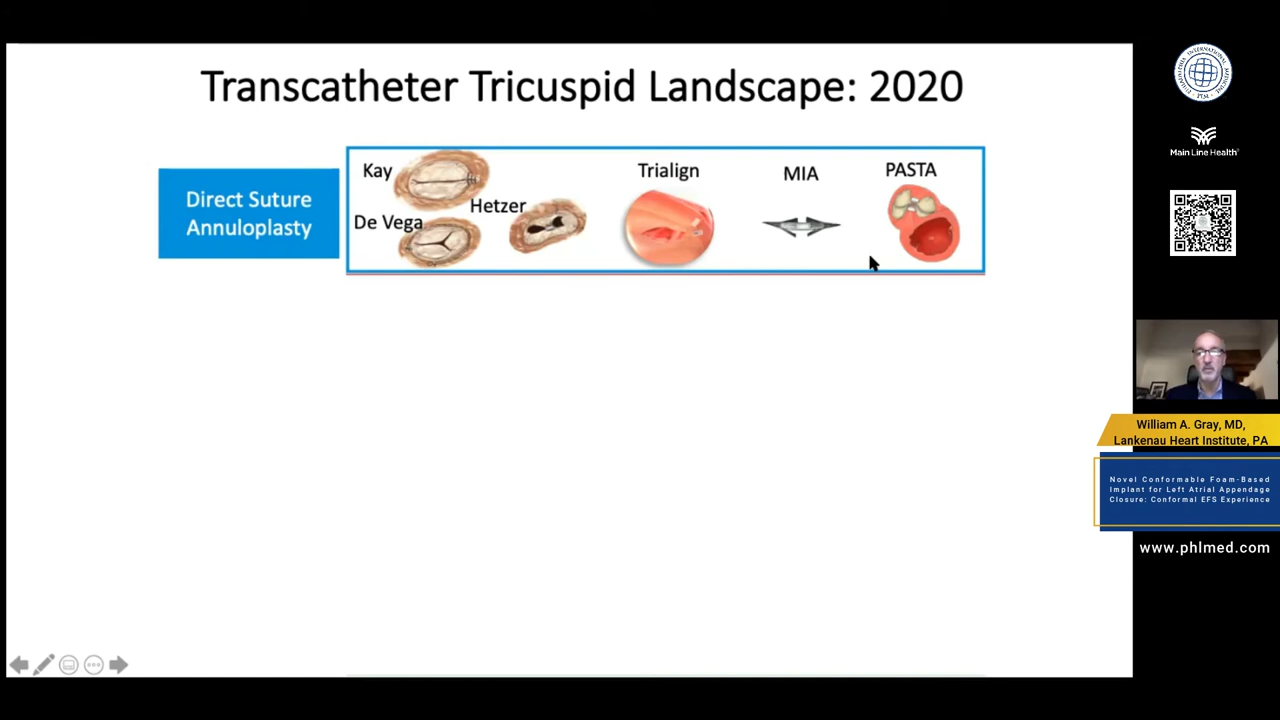 Transcatheter Tricuspid Landscape: 2020
Direct Suture
Annuloplasty
Kay
De Vega
Hetzer
Trialign
MIA
PASTA
Main Line Health®
William A. Gray, MD,
Lankenau Heart Institute, PA
Novel Conformable Foam-Based
Implant for Left Atrial Appendage
Closure: Conformal EFS Experience
www.phlmed.com